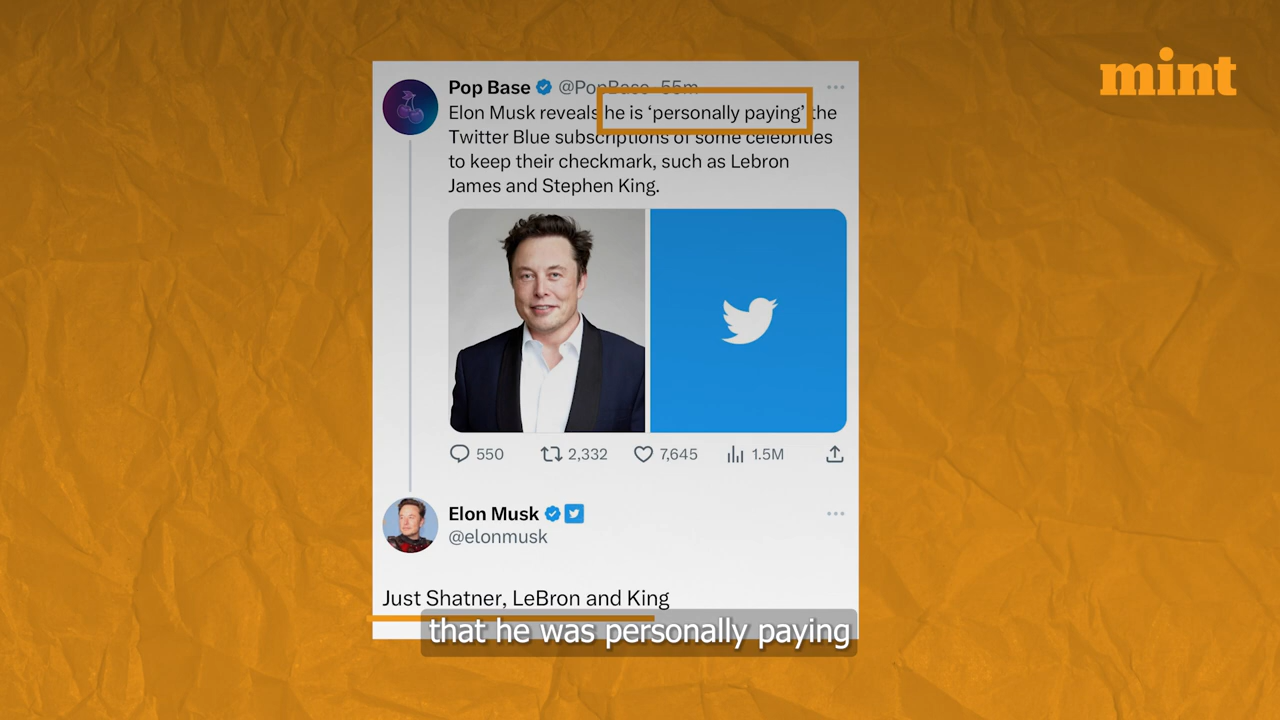 mint
Pop Base @PopBase 55m
Elon Musk reveals he is ‘personally paying’ the
Twitter Blue subscriptions of some celebrities
to keep their checkmark, such as Lebron
James and Stephen King.
550 2,332 7,645 1.5M
Elon Musk
@elonmusk
Just Shatner, LeBron and King
that he was personally paying